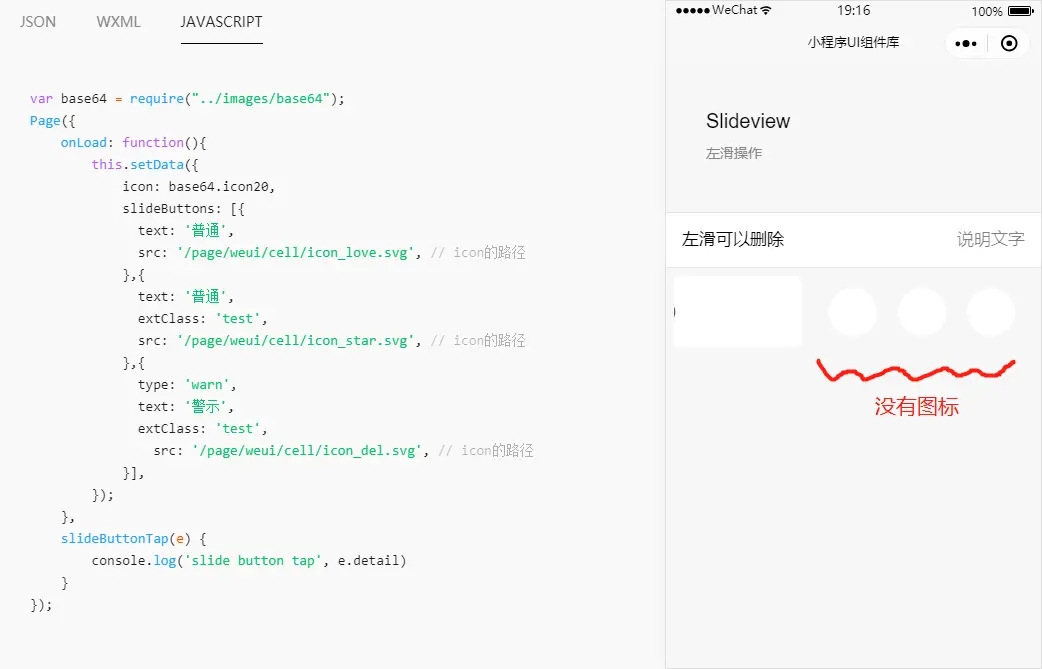 JSON WXML JAVASCRIPT
var base64 = require("../images/base64");
Page({
    onLoad: function(){
        this.setData({
            icon: base64.icon20,
            slideButtons: [{
              text: '普通',
              src: '/page/weui/cell/icon_love.svg', // icon的路径
            },{
              text: '普通',
              extClass: 'test',
              src: '/page/weui/cell/icon_star.svg', // icon的路径
            },{
              type: 'warn',
              text: '警示',
              extClass: 'test',
                src: '/page/weui/cell/icon_del.svg', // icon的路径
            }],
        });
    },
    slideButtonTap(e) {
        console.log('slide button tap', e.detail)
    }
});
WeChat 19:16 100%
小程序UI组件库
Slideview
左滑操作
左滑可以删除 说明文字
没有图标